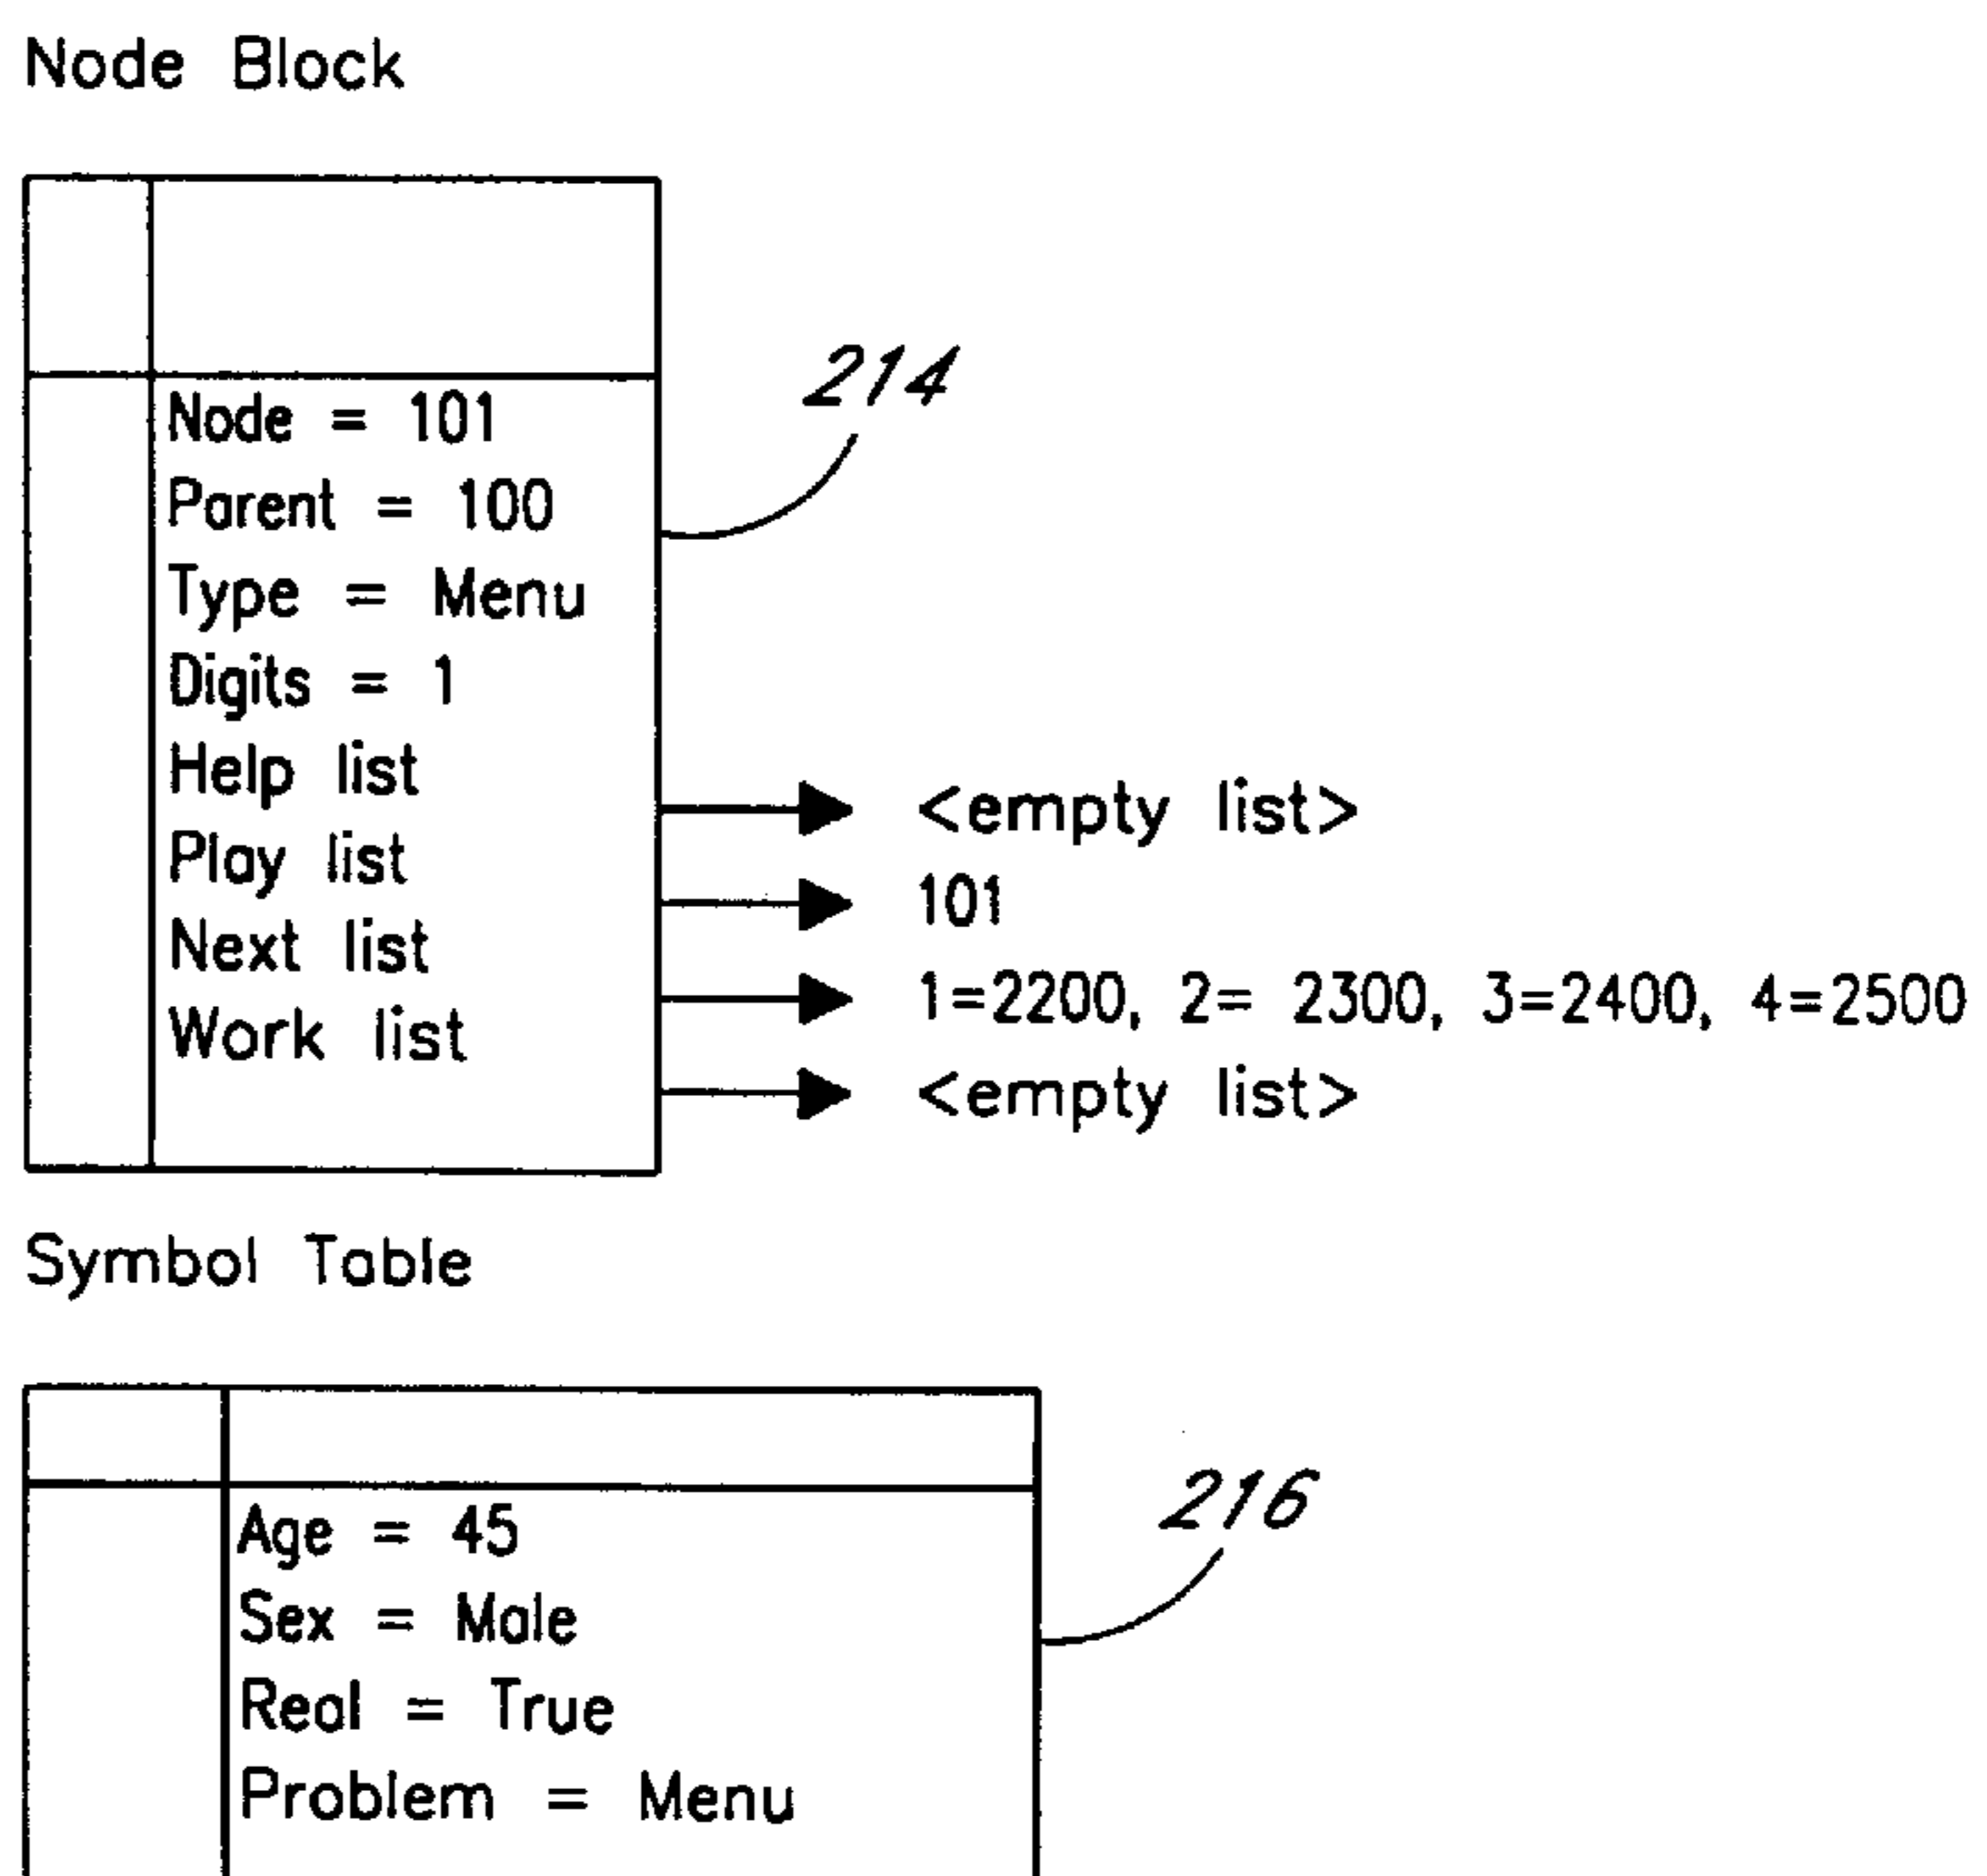 Node Block
214
Node = 101
Parent = 100
Type = Menu
Digits = 1
Help list
<empty list>
Play list
101
Next list
1=2200, 2= 2300, 3=2400, 4=2500
Work list
<empty list>
Symbol Table
216
Age = 45
Sex = Male
Real = True
Problem = Menu